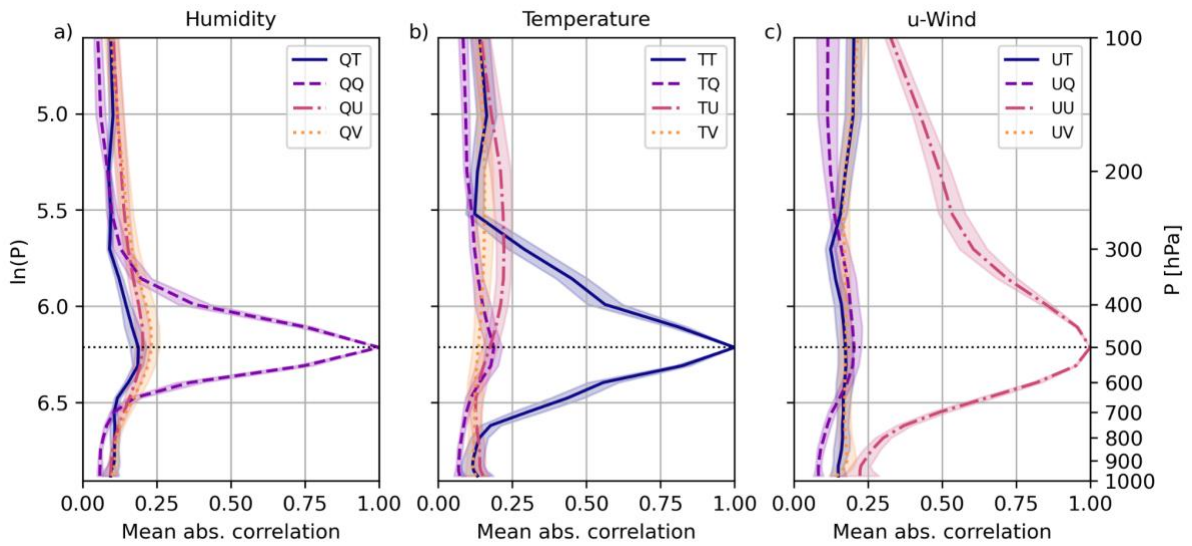 Humidity
Temperature
u-Wind
a)
b)
c)
ln(P)
5.0
5.5
6.0
6.5
QT
QQ
QU
QV
TT
TQ
TU
TV
UT
UQ
UU
UV
100
200
300
400
500
600
700
800
900
1000
P [hPa]
0.00 0.25 0.50 0.75 1.00
0.00 0.25 0.50 0.75 1.00
0.00 0.25 0.50 0.75 1.00
Mean abs. correlation
Mean abs. correlation
Mean abs. correlation